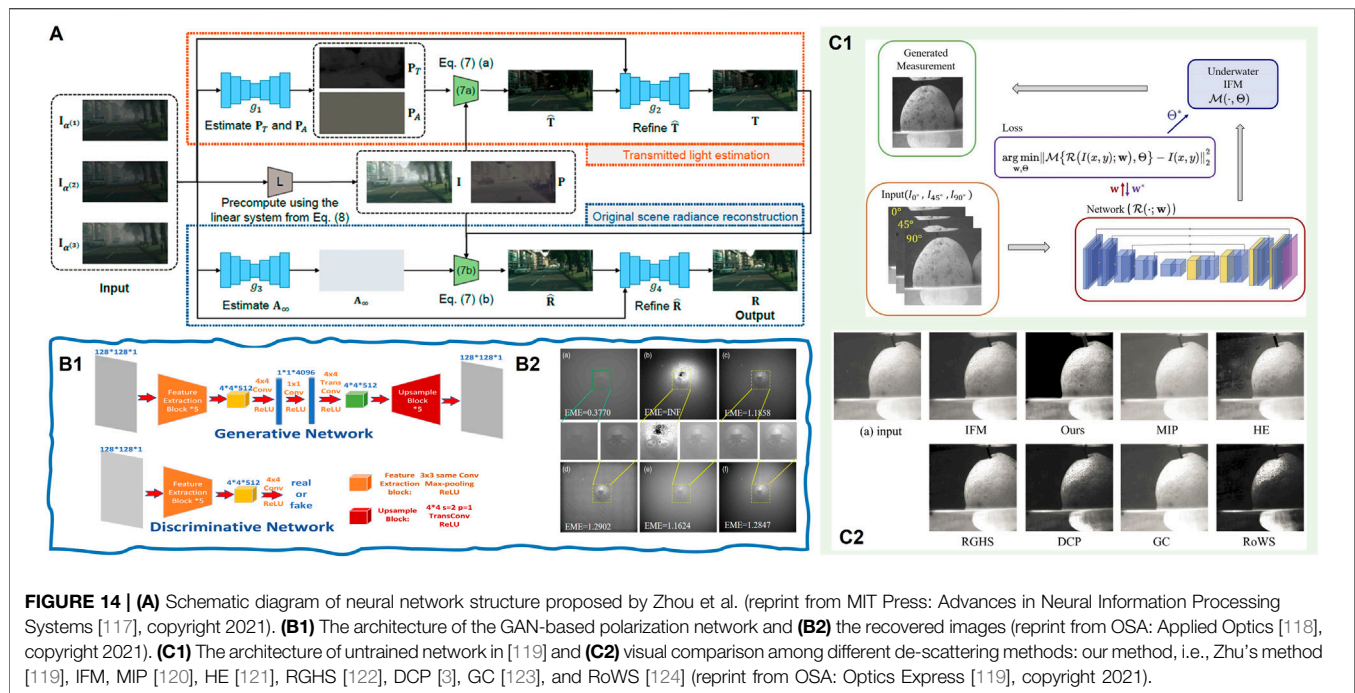 A
I_α(1)
I_α(2)
I_α(3)
Input
g₁
Estimate P_T and P_A
P_T
P_A
Eq. (7) (a)
(7a)
T̂
g₂
Refine T̂
T
Transmitted light estimation
L
Precompute using the
linear system from Eq. (8)
I
P
Original scene radiance reconstruction
g₃
Estimate A∞
A∞
(7b)
Eq. (7) (b)
R̂
g₄
Refine R̂
R
Output
B1
128*128*1
Feature
Extraction
Block *5
4*4*512
4x4
Conv
ReLU
1*1*4096
1x1
Conv
ReLU
4x4
Trans
Conv
ReLU
4*4*512
Upsample
Block
*5
128*128*1
Generative Network
128*128*1
Feature
Extraction
Block *5
4*4*512
4x4
Conv
ReLU
real
or
fake
Discriminative Network
Feature
Extraction
block:
3x3 same Conv
Max-pooling
ReLU
Upsample
Block:
4*4 s=2 p=1
TransConv
ReLU
B2
(a)
EME=0.3770
(b)
EME=INF
(c)
EME=1.1858
(d)
EME=1.2902
(e)
EME=1.1624
(f)
EME=1.2847
C1
Generated
Measurement
Underwater
IFM
M(·,Θ)
Θ*
Loss
arg min‖M{R(I(x, y); w), Θ} − I(x, y)‖₂²
w,Θ
w w*
Input(I₀°, I₄₅°, I₉₀°)
0°
45°
90°
Network{R(·; w)}
(a) input
IFM
Ours
MIP
HE
RGHS
DCP
GC
RoWS
C2
FIGURE 14 | (A) Schematic diagram of neural network structure proposed by Zhou et al. (reprint from MIT Press: Advances in Neural Information Processing
Systems [117], copyright 2021). (B1) The architecture of the GAN-based polarization network and (B2) the recovered images (reprint from OSA: Applied Optics [118],
copyright 2021). (C1) The architecture of untrained network in [119] and (C2) visual comparison among different de-scattering methods: our method, i.e., Zhu's method
[119], IFM, MIP [120], HE [121], RGHS [122], DCP [3], GC [123], and RoWS [124] (reprint from OSA: Optics Express [119], copyright 2021).